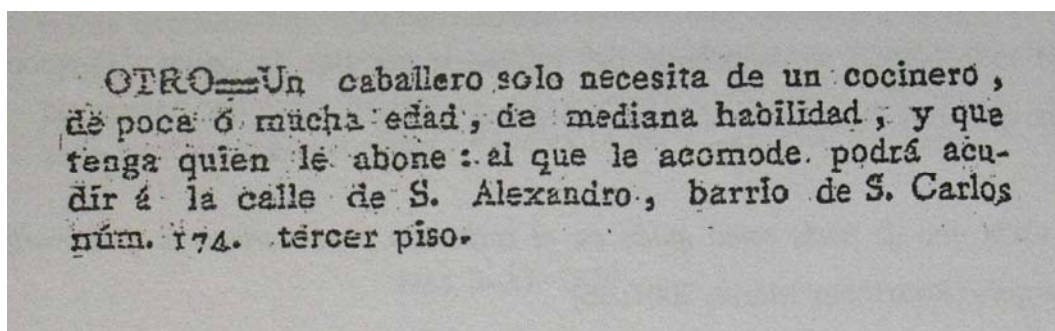 OTRO=Un caballero solo necesita de un cocinero,
de poca ó mucha edad, de mediana habilidad, y que
tenga quien le abone: al que le acomode. podrá acu-
dir á la calle de S. Alexandro, barrio de S. Carlos
núm. 174. tercer piso.